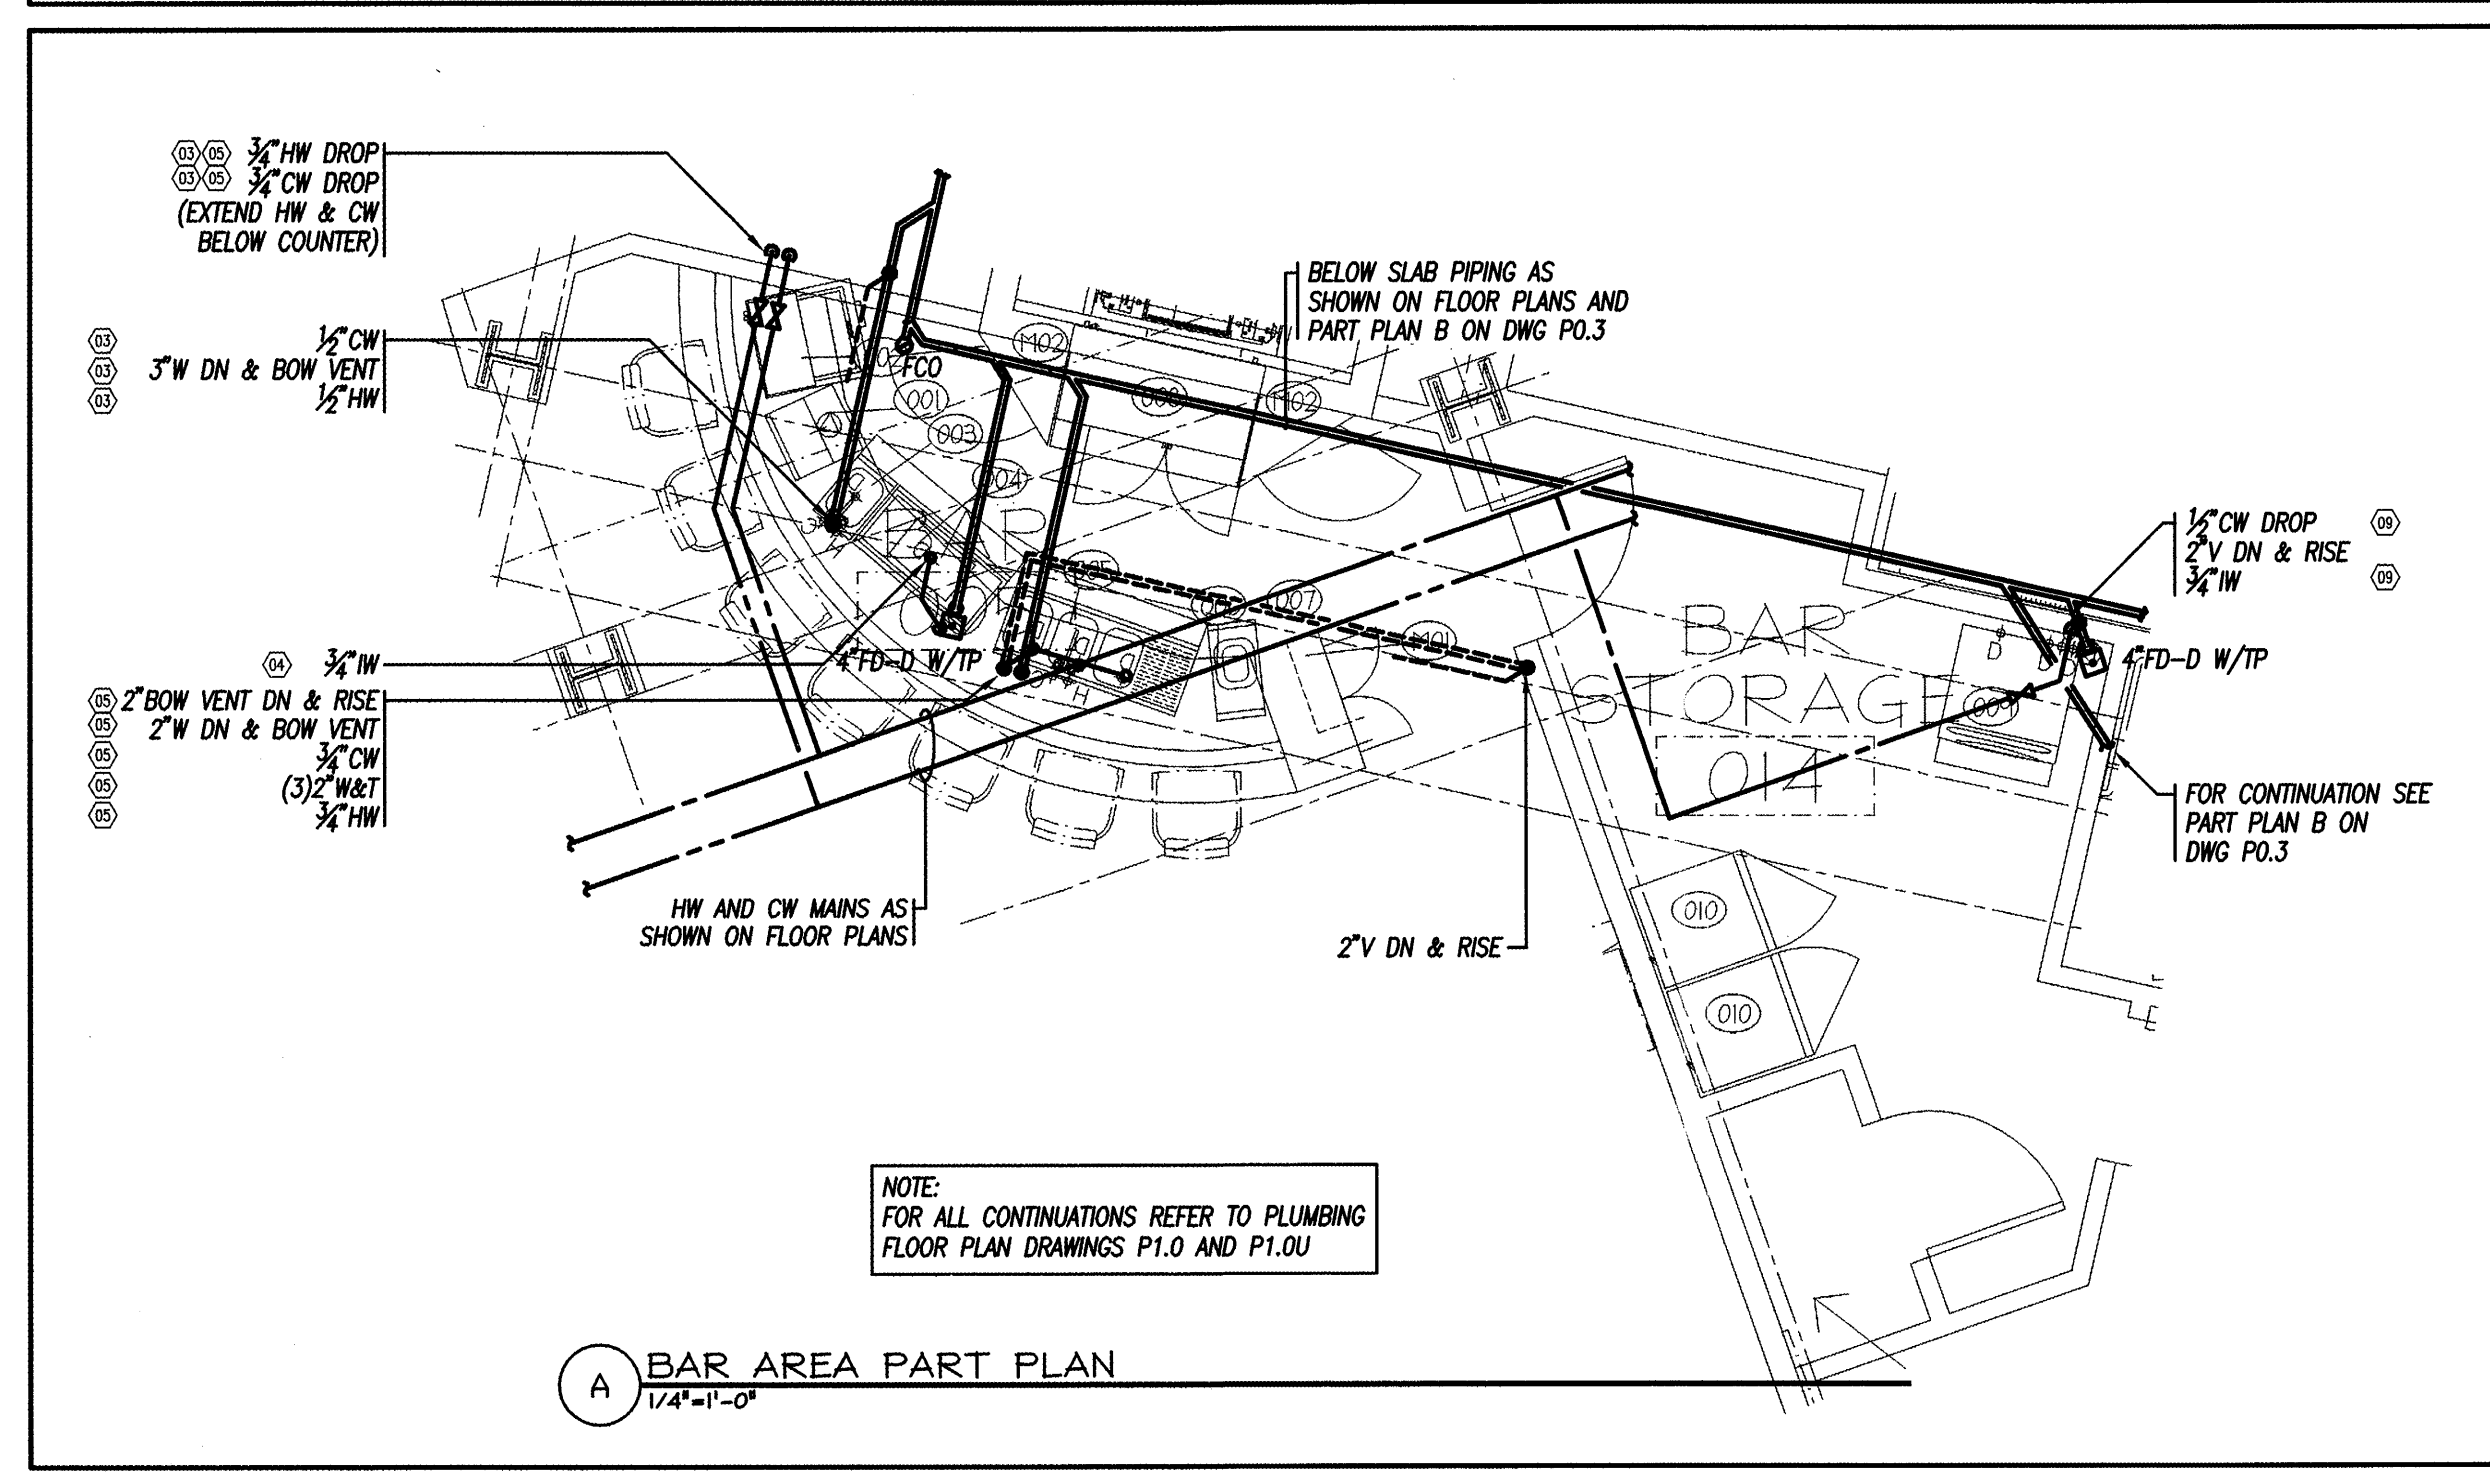 03 05 3/4"HW DROP
03 05 3/4"CW DROP
(EXTEND HW & CW
BELOW COUNTER)
03 1/2"CW
03 3"W DN & BOW VENT
03 1/2"HW
04 3/4"IW
05 2"BOW VENT DN & RISE
05 2"W DN & BOW VENT
05 3/4"CW
05 (3)2"W&T
05 3/4"HW
BELOW SLAB PIPING AS
SHOWN ON FLOOR PLANS AND
PART PLAN B ON DWG P0.3
FCO
M02
001
003
004
M02
BAR
007
M01
4"FD-D W/TP
H
HW AND CW MAINS AS
SHOWN ON FLOOR PLANS
2"V DN & RISE
BAR
STORAGE
014
D
009
010
010
1/2"CW DROP 09
2"V DN & RISE
3/4"IW 09
4"FD-D W/TP
FOR CONTINUATION SEE
PART PLAN B ON
DWG P0.3
NOTE:
FOR ALL CONTINUATIONS REFER TO PLUMBING
FLOOR PLAN DRAWINGS P1.0 AND P1.0U
A BAR AREA PART PLAN
1/4"=1'-0"